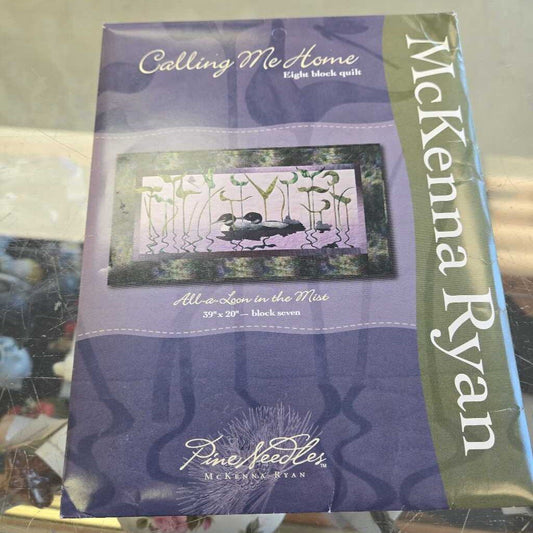 Calling Me Home
Eight block quilt
McKenna Ryan
All-a-Loon in the Mist
39" x 20" — block seven
Pine Needles™
McKenna Ryan